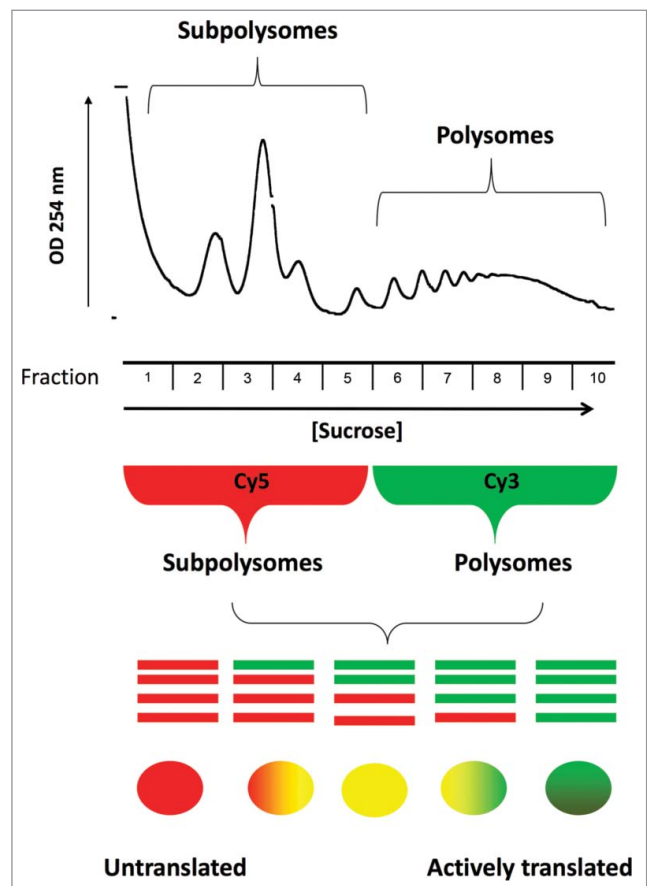 Subpolysomes
Polysomes
OD 254 nm
Fraction 1 2 3 4 5 6 7 8 9 10
[Sucrose]
Cy5 Cy3
Subpolysomes Polysomes
Untranslated Actively translated